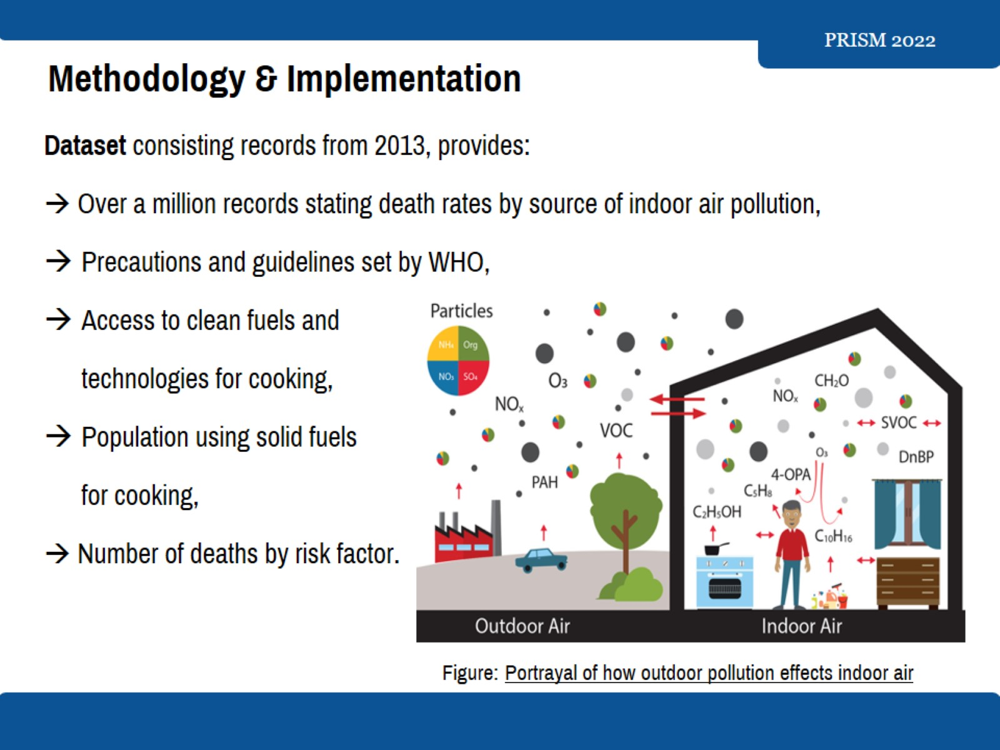 PRISM 2022
Methodology & Implementation
Dataset consisting records from 2013, provides:
→ Over a million records stating death rates by source of indoor air pollution,
→ Precautions and guidelines set by WHO,
→ Access to clean fuels and
technologies for cooking,
→ Population using solid fuels
for cooking,
→ Number of deaths by risk factor.
Particles
NH₄ Org
NO₃ SO₄
O₃
NOₓ
VOC
PAH
CH₂O
NOₓ
SVOC
O₃
DnBP
4-OPA
C₅H₈
C₂H₅OH
C₁₀H₁₆
Outdoor Air
Indoor Air
Figure: Portrayal of how outdoor pollution effects indoor air